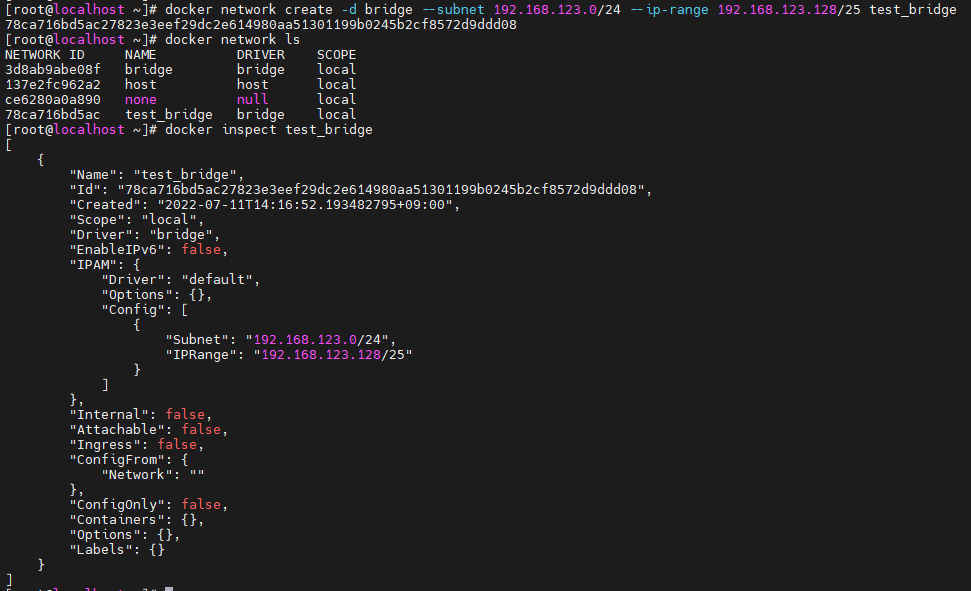 [root@localhost ~]# docker network create -d bridge --subnet 192.168.123.0/24 --ip-range 192.168.123.128/25 test_bridge
78ca716bd5ac27823e3eef29dc2e614980aa51301199b0245b2cf8572d9ddd08
[root@localhost ~]# docker network ls
NETWORK ID     NAME          DRIVER    SCOPE
3d8ab9abe08f   bridge        bridge    local
137e2fc962a2   host          host      local
ce6280a0a890   none          null      local
78ca716bd5ac   test_bridge   bridge    local
[root@localhost ~]# docker inspect test_bridge
[
    {
        "Name": "test_bridge",
        "Id": "78ca716bd5ac27823e3eef29dc2e614980aa51301199b0245b2cf8572d9ddd08",
        "Created": "2022-07-11T14:16:52.193482795+09:00",
        "Scope": "local",
        "Driver": "bridge",
        "EnableIPv6": false,
        "IPAM": {
            "Driver": "default",
            "Options": {},
            "Config": [
                {
                    "Subnet": "192.168.123.0/24",
                    "IPRange": "192.168.123.128/25"
                }
            ]
        },
        "Internal": false,
        "Attachable": false,
        "Ingress": false,
        "ConfigFrom": {
            "Network": ""
        },
        "ConfigOnly": false,
        "Containers": {},
        "Options": {},
        "Labels": {}
    }
]